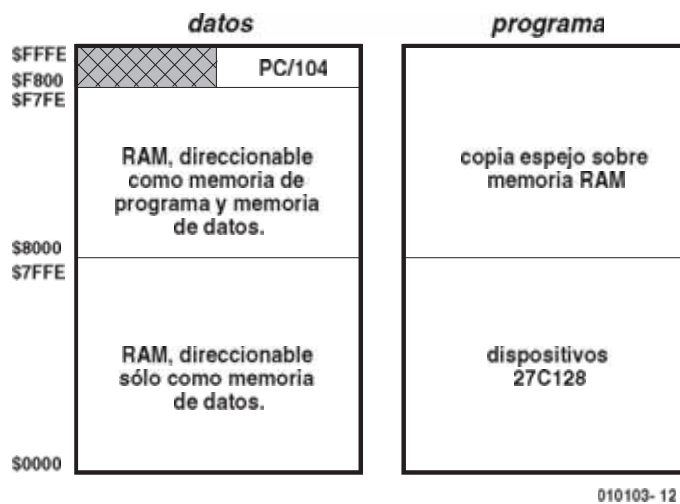 datos
programa
$FFFE
$F800
$F7FE
PC/104
RAM, direccionable
como memoria de
programa y memoria
de datos.
copia espejo sobre
memoria RAM
$8000
$7FFE
RAM, direccionable
sólo como memoria
de datos.
dispositivos
27C128
$0000
010103- 12